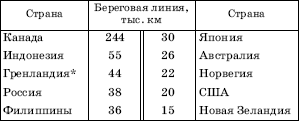 Страна Береговая линия, тыс. км Страна
Канада 244 30 Япония
Индонезия 55 26 Австралия
Гренландия* 44 22 Норвегия
Россия 38 20 США
Филиппины 36 15 Новая Зеландия